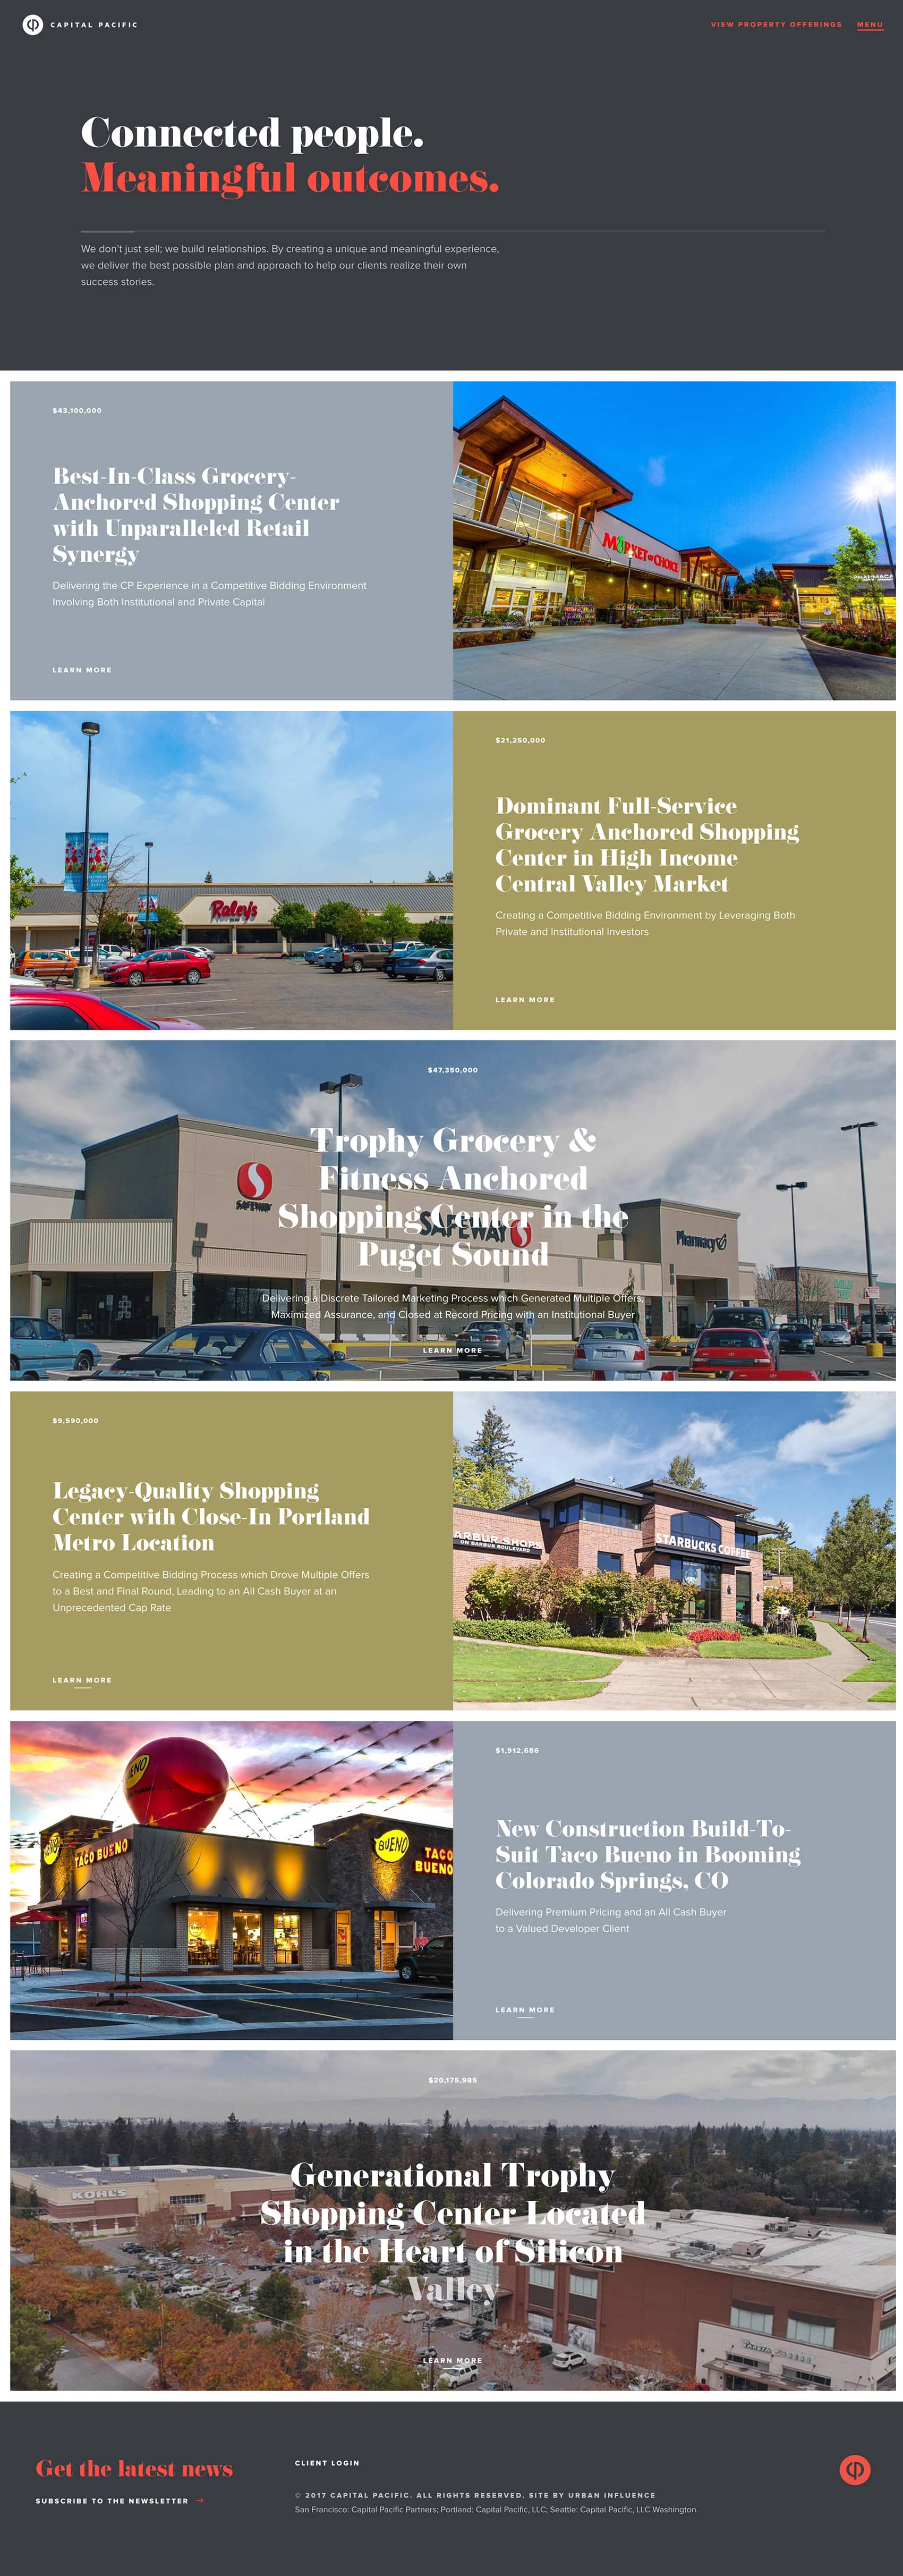 CAPITAL PACIFIC
VIEW PROPERTY OFFERINGS
MENU
Connected people.
Meaningful outcomes.
We don't just sell; we build relationships. By creating a unique and meaningful experience,
we deliver the best possible plan and approach to help our clients realize their own
success stories.
$43,100,000
Best-In-Class Grocery-
Anchored Shopping Center
with Unparalleled Retail
Synergy
Delivering the CP Experience in a Competitive Bidding Environment
Involving Both Institutional and Private Capital
LEARN MORE
MARKET OF CHOICE
PHARMACA
Raley's
$21,250,000
Dominant Full-Service
Grocery Anchored Shopping
Center in High Income
Central Valley Market
Creating a Competitive Bidding Environment by Leveraging Both
Private and Institutional Investors
LEARN MORE
$47,350,000
Trophy Grocery &
Fitness Anchored
Shopping Center in the
Puget Sound
SAFEWAY
SAFEWAY
Pharmacy
Delivering a Discrete Tailored Marketing Process which Generated Multiple Offers,
Maximized Assurance, and Closed at Record Pricing with an Institutional Buyer
LEARN MORE
$9,590,000
Legacy-Quality Shopping
Center with Close-In Portland
Metro Location
Creating a Competitive Bidding Process which Drove Multiple Offers
to a Best and Final Round, Leading to an All Cash Buyer at an
Unprecedented Cap Rate
LEARN MORE
ARBUR SHOPS
ON BARBUR BOULEVARD
STARBUCKS COFFEE
BUENO
TACO BUENO
BUENO
TACO
BUENO
$1,912,686
New Construction Build-To-
Suit Taco Bueno in Booming
Colorado Springs, CO
Delivering Premium Pricing and an All Cash Buyer
to a Valued Developer Client
LEARN MORE
$20,175,985
KOHL'S
Generational Trophy
Shopping Center Located
in the Heart of Silicon
Valley
LEARN MORE
Get the latest news
SUBSCRIBE TO THE NEWSLETTER →
CLIENT LOGIN
© 2017 CAPITAL PACIFIC. ALL RIGHTS RESERVED. SITE BY URBAN INFLUENCE
San Francisco: Capital Pacific Partners; Portland: Capital Pacific, LLC; Seattle: Capital Pacific, LLC Washington.